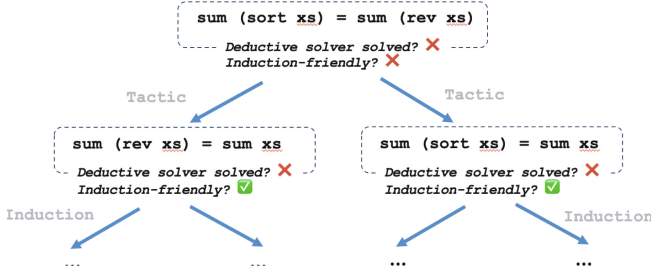 sum (sort xs) = sum (rev xs)
Deductive solver solved? ❌
Induction-friendly? ❌
Tactic
Tactic
sum (rev xs) = sum xs
Deductive solver solved? ❌
Induction-friendly? ✅
sum (sort xs) = sum xs
Deductive solver solved? ❌
Induction-friendly? ✅
Induction
Induction
...
...
...
...